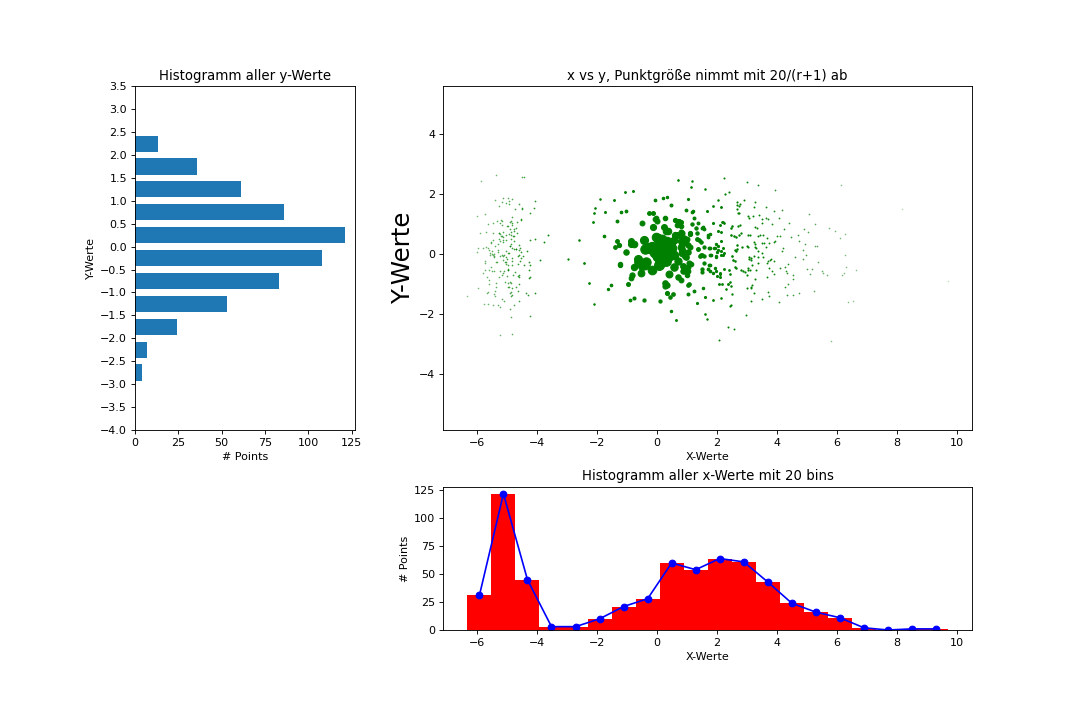 Histogramm aller y-Werte
3.5
3.0
2.5
2.0
1.5
1.0
0.5
0.0
−0.5
−1.0
−1.5
−2.0
−2.5
−3.0
−3.5
−4.0
Y-Werte
0 25 50 75 100 125
# Points
x vs y, Punktgröße nimmt mit 20/(r+1) ab
4
2
0
−2
−4
Y-Werte
−6 −4 −2 0 2 4 6 8 10
X-Werte
Histogramm aller x-Werte mit 20 bins
125
100
75
50
25
0
# Points
−6 −4 −2 0 2 4 6 8 10
X-Werte